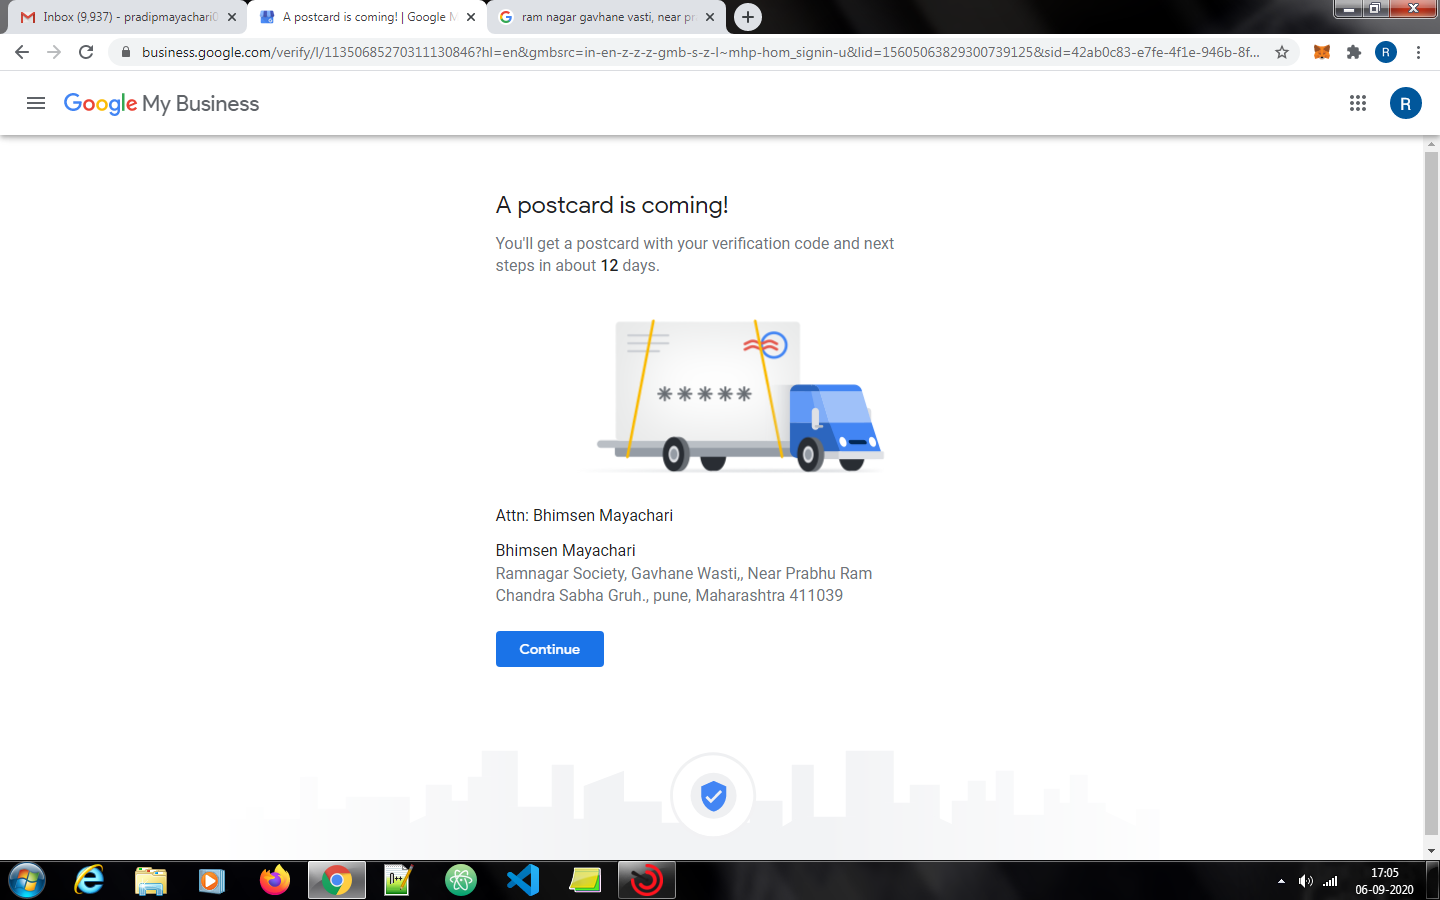 Inbox (9,937) - pradipmayachari0
A postcard is coming! | Google M
ram nagar gavhane vasti, near pr
business.google.com/verify/l/11350685270311130846?hl=en&gmbsrc=in-en-z-z-z-gmb-s-z-l~mhp-hom_signin-u&lid=15605063829300739125&sid=42ab0c83-e7fe-4f1e-946b-8f...
R
Google My Business
R
A postcard is coming!
You'll get a postcard with your verification code and next
steps in about 12 days.
*****
Attn: Bhimsen Mayachari
Bhimsen Mayachari
Ramnagar Society, Gavhane Wasti,, Near Prabhu Ram
Chandra Sabha Gruh., pune, Maharashtra 411039
Continue
17:05
06-09-2020